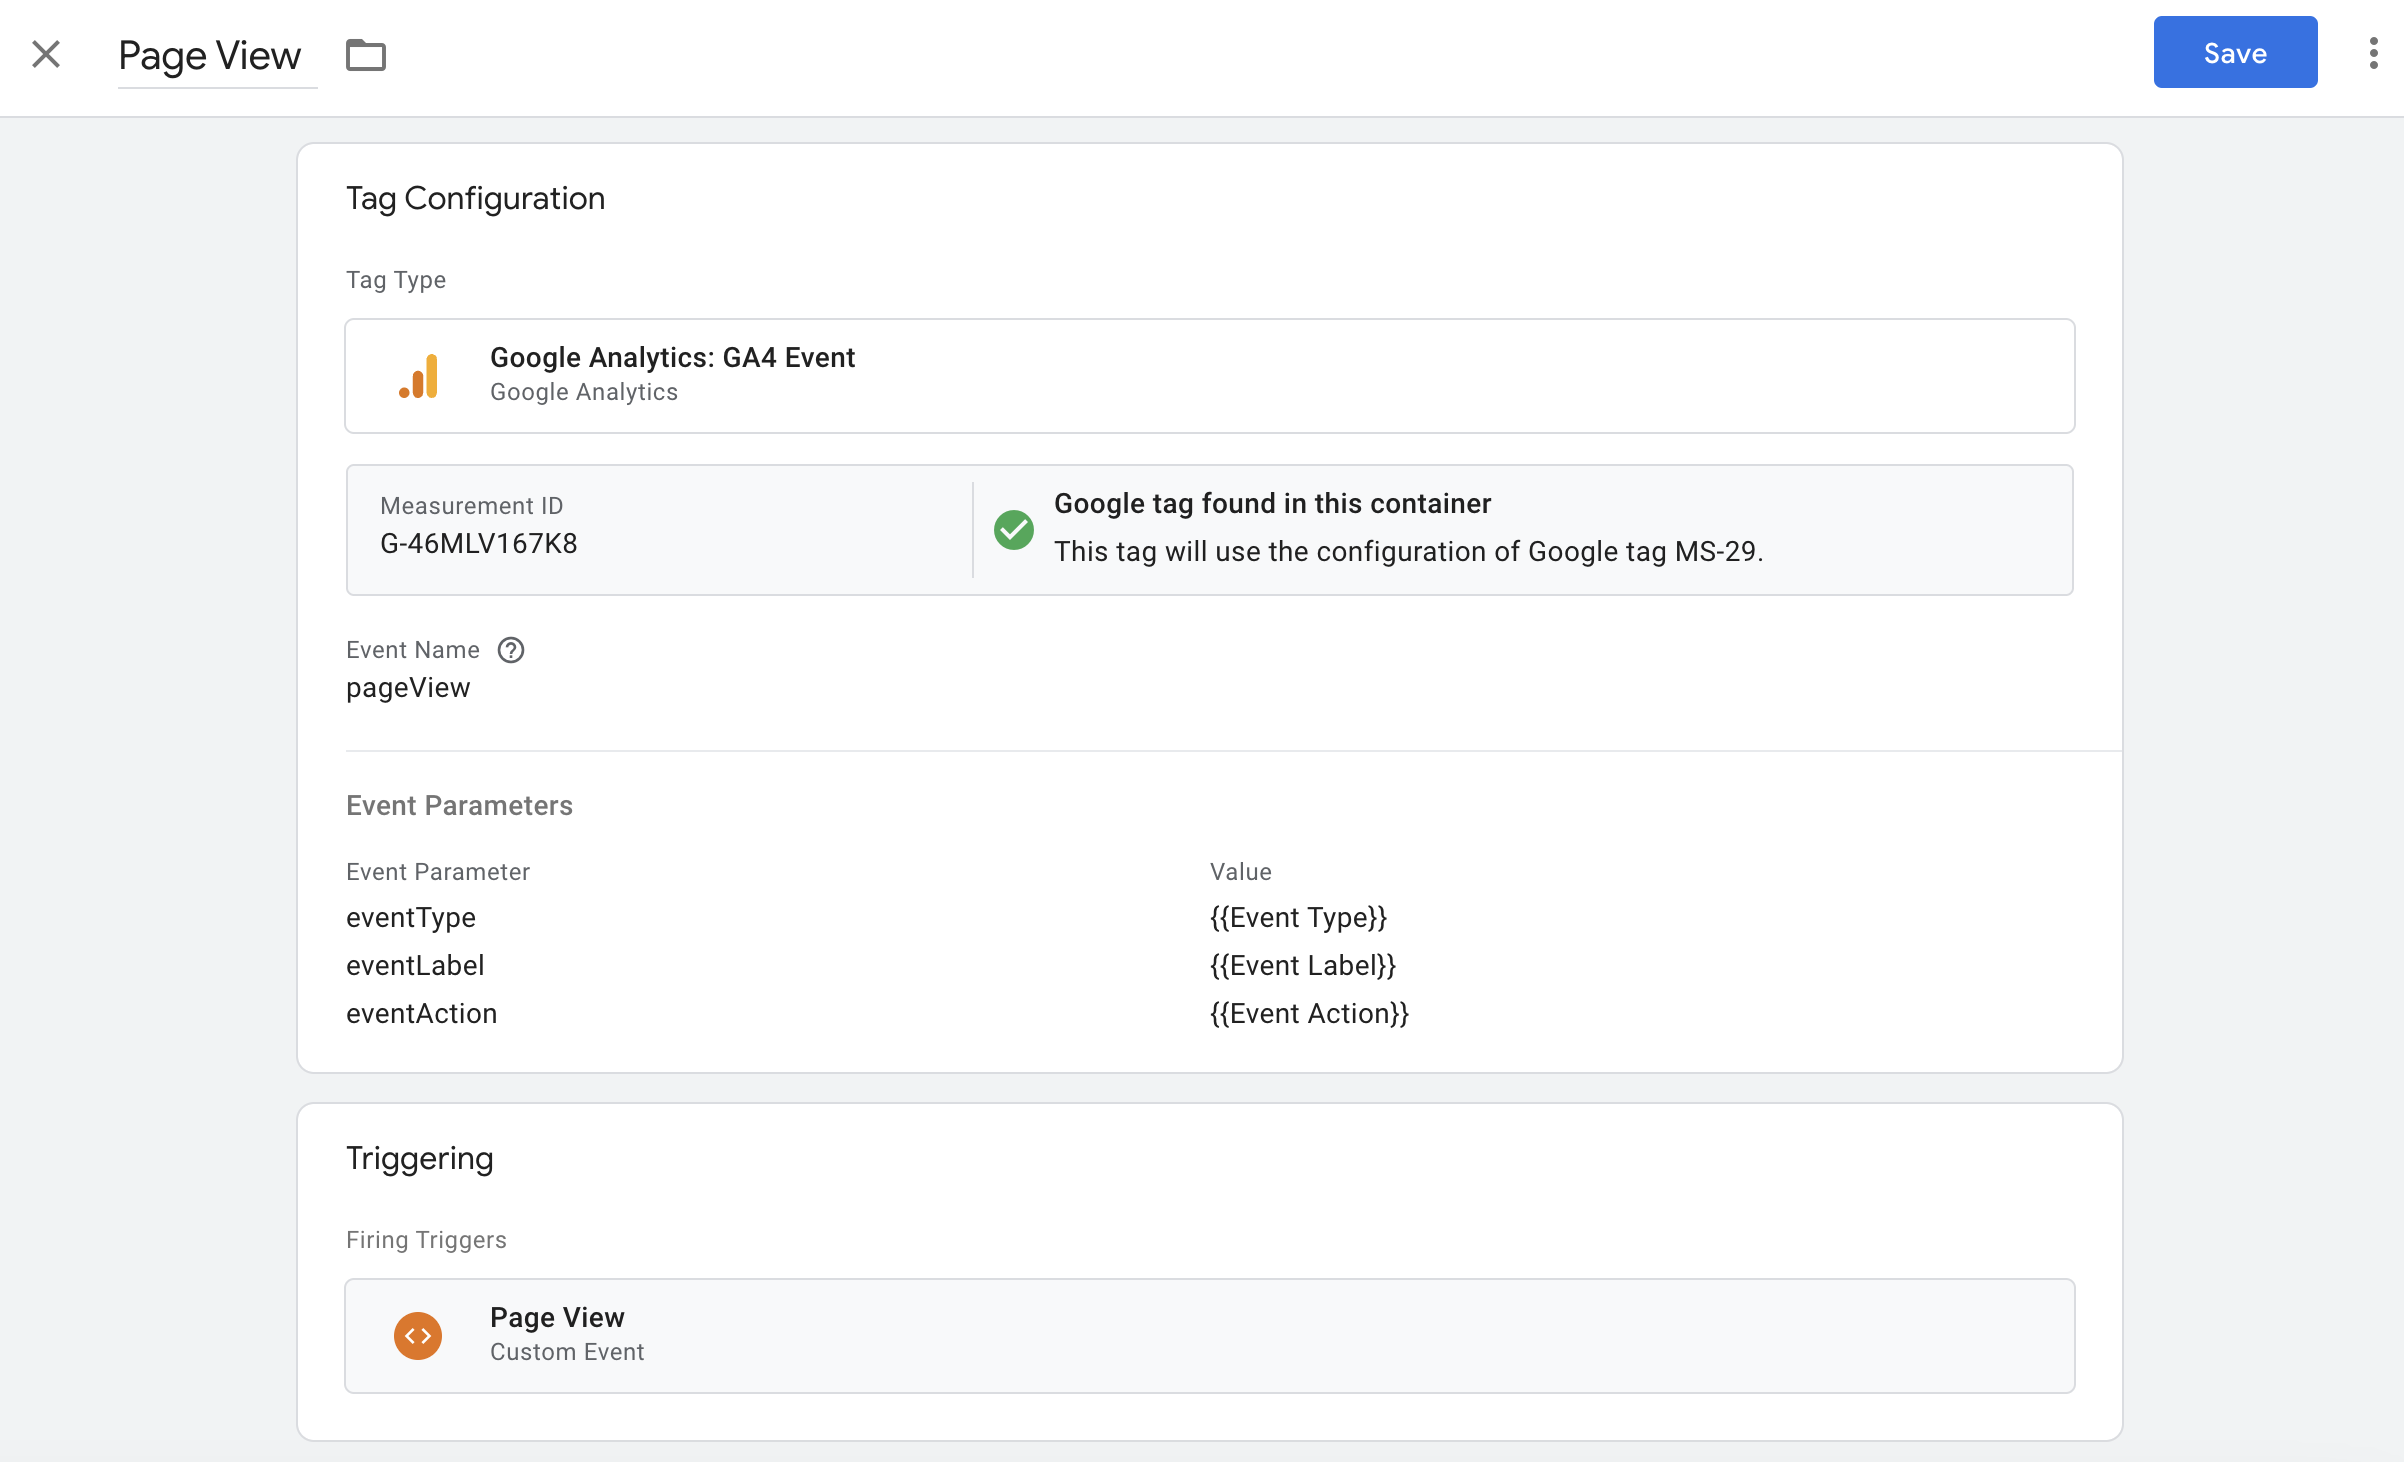 Page View
Save
Tag Configuration
Tag Type
Google Analytics: GA4 Event
Google Analytics
Measurement ID
G-46MLV167K8
Google tag found in this container
This tag will use the configuration of Google tag MS-29.
Event Name
pageView
Event Parameters
Event Parameter Value
eventType {{Event Type}}
eventLabel {{Event Label}}
eventAction {{Event Action}}
Triggering
Firing Triggers
Page View
Custom Event